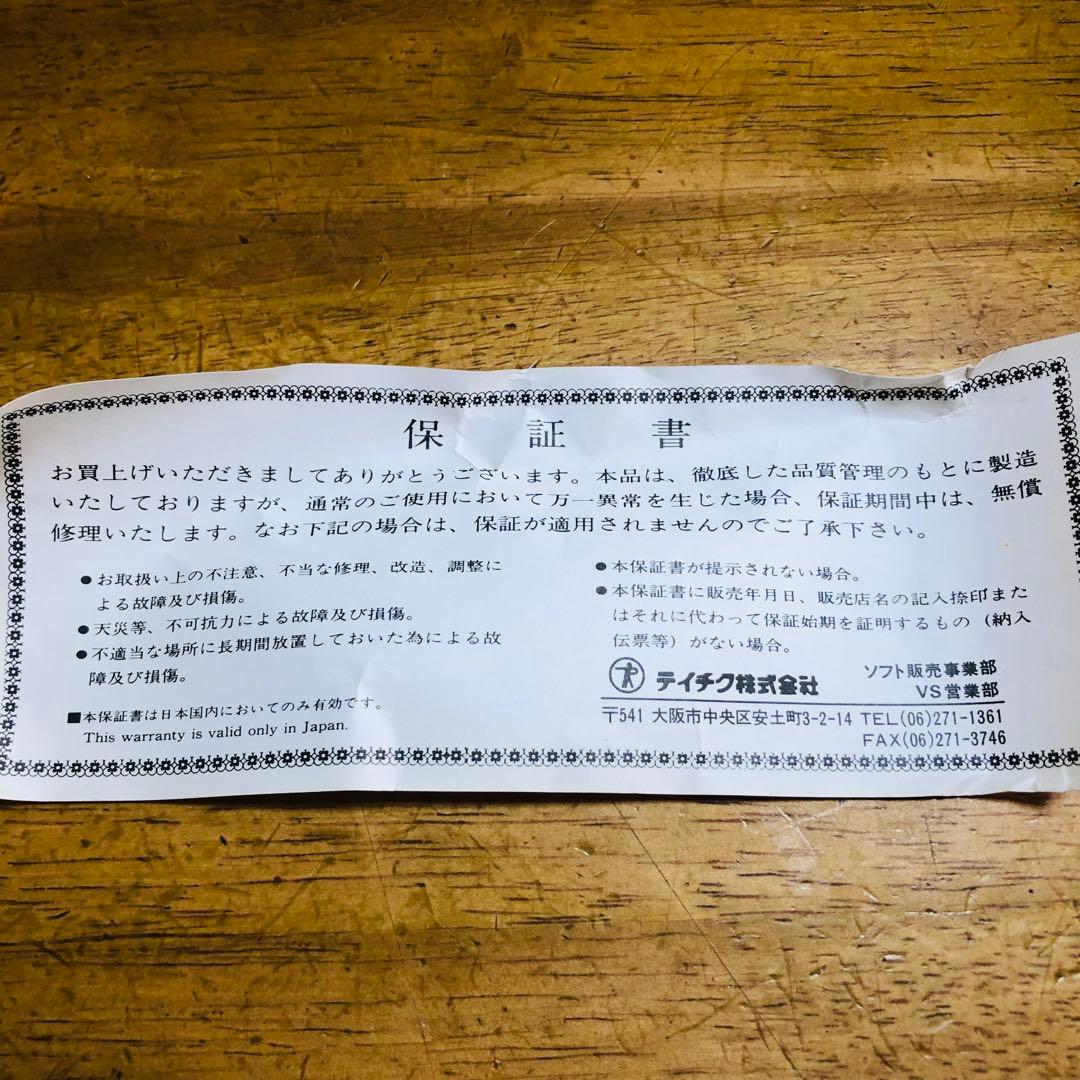 保証書
お買上げいただきましてありがとうございます。本品は、徹底した品質管理のもとに製造
いたしておりますが、通常のご使用において万一異常を生じた場合、保証期間中は、無償
修理いたします。なお下記の場合は、保証が適用されませんのでご了承下さい。
●お取扱い上の不注意、不当な修理、改造、調整に
よる故障及び損傷。
●天災等、不可抗力による故障及び損傷。
●不適当な場所に長期間放置しておいた為による故
障及び損傷。
■本保証書は日本国内においてのみ有効です。
This warranty is valid only in Japan.
●本保証書が提示されない場合。
●本保証書に販売年月日、販売店名の記入捺印また
はそれに代わって保証始期を証明するもの（納入
伝票等）がない場合。
テイチク株式会社 ソフト販売事業部
VS営業部
〒541 大阪市中央区安土町3-2-14 TEL(06)271-1361
FAX(06)271-3746